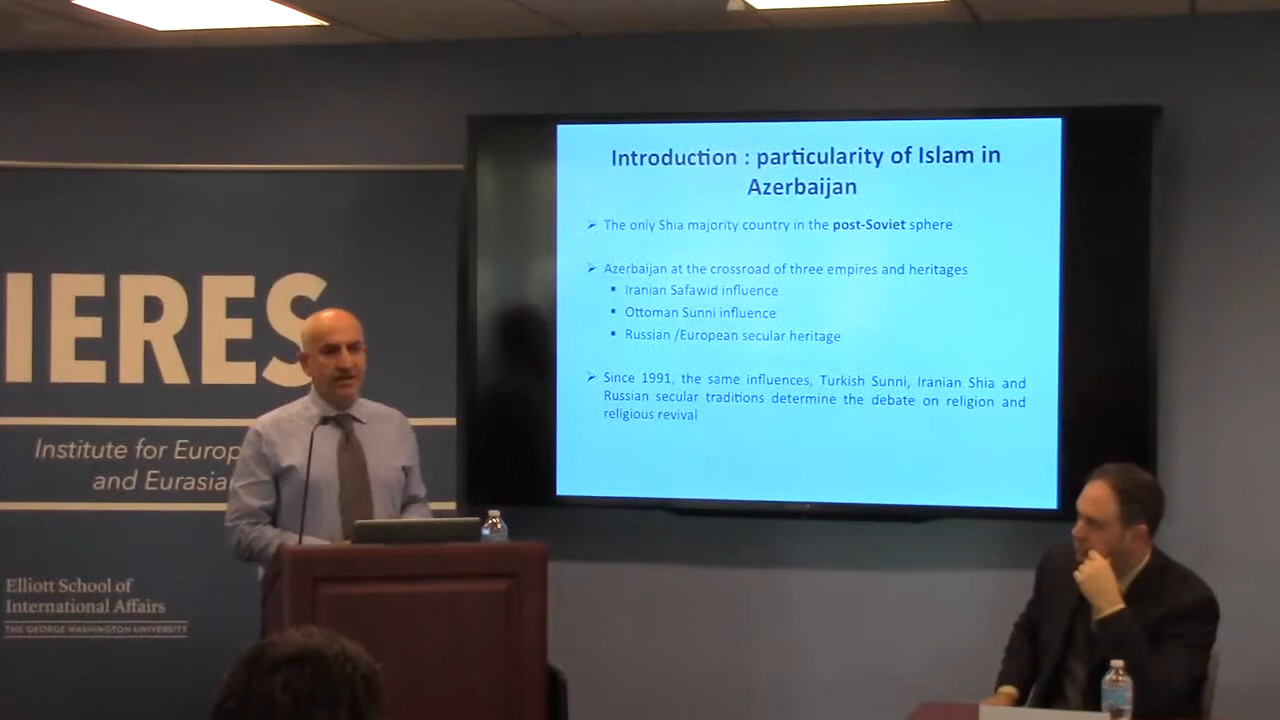 IERES
Institute for Europ
and Eurasia
Elliott School of
International Affairs
THE GEORGE WASHINGTON UNIVERSITY
Introduction : particularity of Islam in
Azerbaijan
➢ The only Shia majority country in the post-Soviet sphere
➢ Azerbaijan at the crossroad of three empires and heritages
▪ Iranian Safawid influence
▪ Ottoman Sunni influence
▪ Russian /European secular heritage
➢ Since 1991, the same influences, Turkish Sunni, Iranian Shia and
Russian secular traditions determine the debate on religion and
religious revival